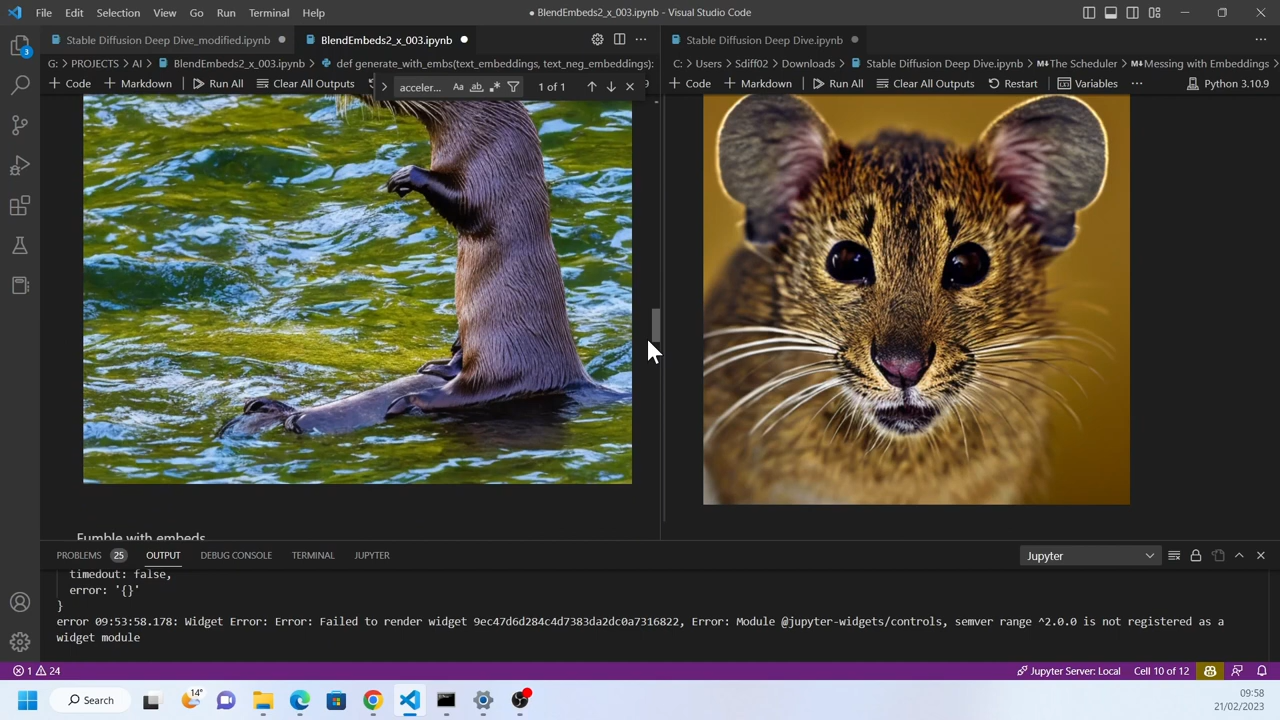 File Edit Selection View Go Run Terminal Help
● BlendEmbeds2_x_003.ipynb - Visual Studio Code
Stable Diffusion Deep Dive_modified.ipynb
BlendEmbeds2_x_003.ipynb
Stable Diffusion Deep Dive.ipynb
G: > PROJECTS > AI > BlendEmbeds2_x_003.ipynb > def generate_with_embs(text_embeddings, text_neg_embeddings):
C: > Users > Sdiff02 > Downloads > Stable Diffusion Deep Dive.ipynb > M↓The Scheduler > M↓Messing with Embeddings >
+ Code + Markdown Run All Clear All Outputs
acceler... Aa ab .* 1 of 1
+ Code + Markdown Run All Clear All Outputs Restart Variables ... Python 3.10.9
3
Fumble with embeds
PROBLEMS 25 OUTPUT DEBUG CONSOLE TERMINAL JUPYTER
Jupyter
timeout: false,
error: '{}'
}
error 09:53:58.178: Widget Error: Error: Failed to render widget 9ec47d6d284c4d7383da2dc0a7316822, Error: Module @jupyter-widgets/controls, semver range ^2.0.0 is not registered as a
widget module
1 24
Jupyter Server: Local Cell 10 of 12
Search
14°
09:58
21/02/2023